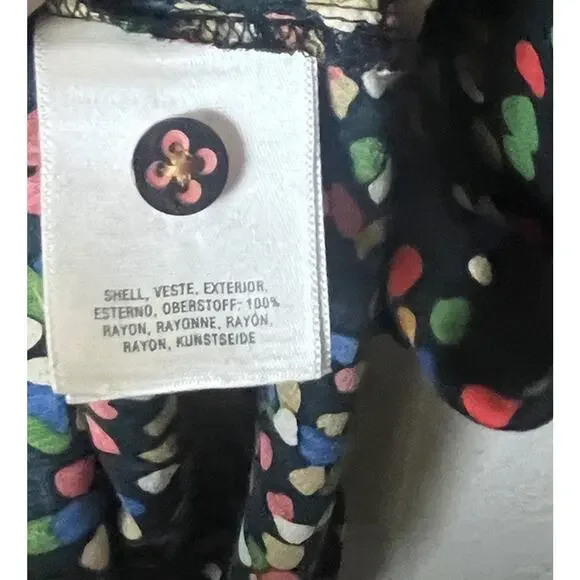 SHELL, VESTE, EXTERIOR,
ESTERNO, OBERSTOFF: 100%
RAYON, RAYONNE, RAYÓN,
RAYON, KUNSTSEIDE